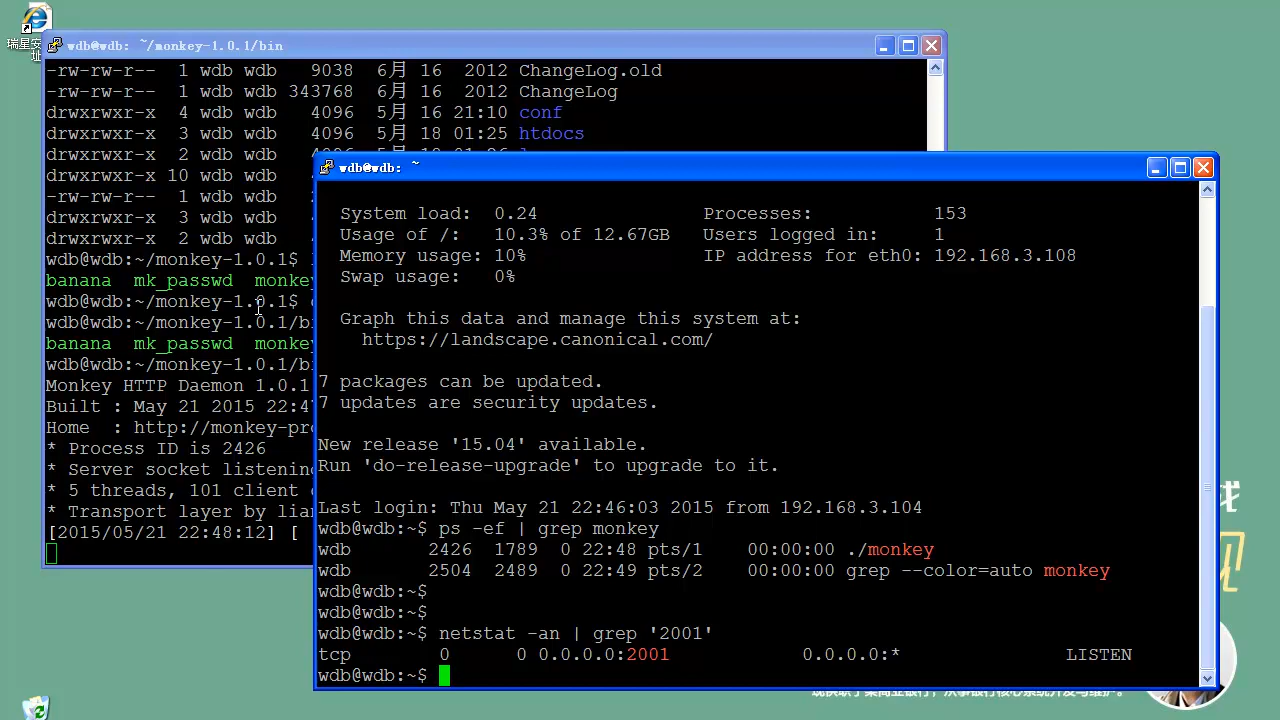 瑞星安
址
wdb@wdb: ~/monkey-1.0.1/bin
-rw-rw-r-- 1 wdb wdb 9038 6月 16 2012 ChangeLog.old
-rw-rw-r-- 1 wdb wdb 343768 6月 16 2012 ChangeLog
drwxrwxr-x 4 wdb wdb 4096 5月 16 21:10 conf
drwxrwxr-x 3 wdb wdb 4096 5月 18 01:25 htdocs
drwxrwxr-x 2 wdb wdb
drwxrwxr-x 10 wdb wdb
-rw-rw-r-- 1 wdb wdb
drwxrwxr-x 3 wdb wdb
drwxrwxr-x 2 wdb wdb
wdb@wdb:~/monkey-1.0.1$
banana mk_passwd monkey
wdb@wdb:~/monkey-1.0.1$
wdb@wdb:~/monkey-1.0.1/bi
banana mk_passwd monkey
wdb@wdb:~/monkey-1.0.1/bi
Monkey HTTP Daemon 1.0.1
Built : May 21 2015 22:4
Home : http://monkey-pro
* Process ID is 2426
* Server socket listening
* 5 threads, 101 client
* Transport layer by lia
[2015/05/21 22:48:12] [
wdb@wdb: ~
System load: 0.24 Processes: 153
Usage of /: 10.3% of 12.67GB Users logged in: 1
Memory usage: 10% IP address for eth0: 192.168.3.108
Swap usage: 0%
Graph this data and manage this system at:
https://landscape.canonical.com/
7 packages can be updated.
7 updates are security updates.
New release '15.04' available.
Run 'do-release-upgrade' to upgrade to it.
Last login: Thu May 21 22:46:03 2015 from 192.168.3.104
wdb@wdb:~$ ps -ef | grep monkey
wdb 2426 1789 0 22:48 pts/1 00:00:00 ./monkey
wdb 2504 2489 0 22:49 pts/2 00:00:00 grep --color=auto monkey
wdb@wdb:~$
wdb@wdb:~$
wdb@wdb:~$ netstat -an | grep '2001'
tcp 0 0 0.0.0.0:2001 0.0.0.0:* LISTEN
wdb@wdb:~$